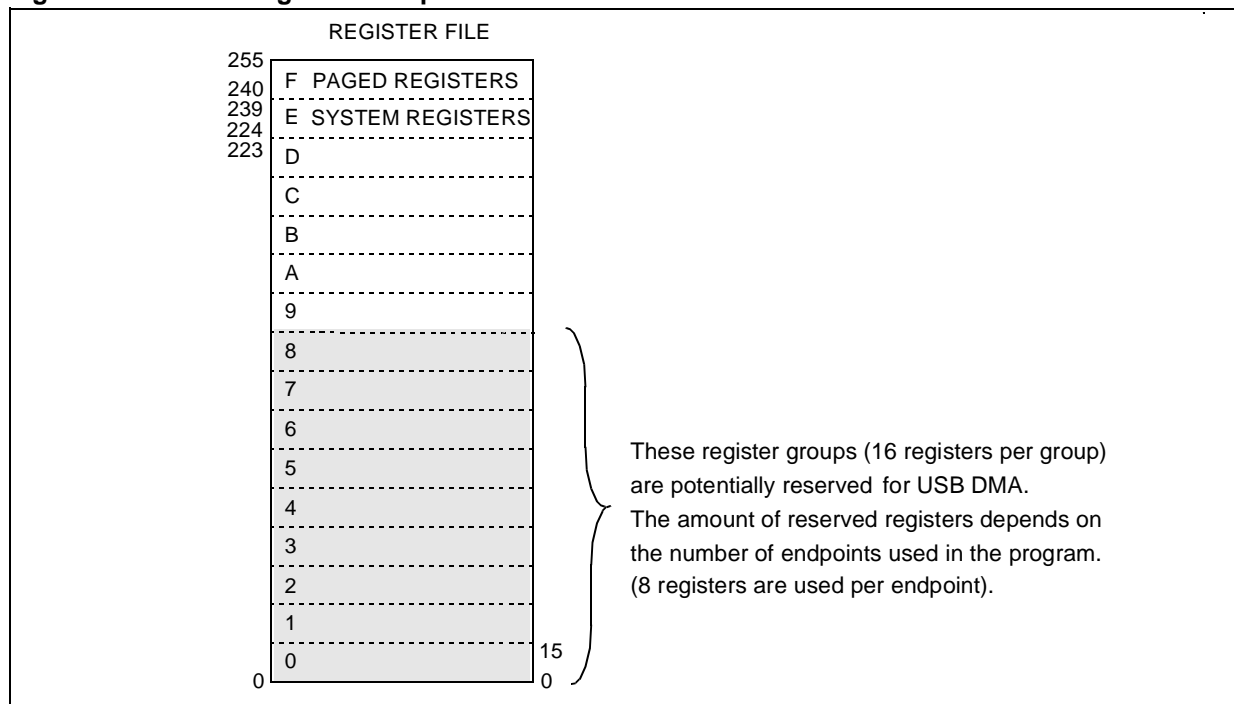 REGISTER FILE
255
F PAGED REGISTERS
240
239
E SYSTEM REGISTERS
224
223
D
C
B
A
9
8
7
6
5
4
3
2
1
0
15
0
0
These register groups (16 registers per group)
are potentially reserved for USB DMA.
The amount of reserved registers depends on
the number of endpoints used in the program.
(8 registers are used per endpoint).